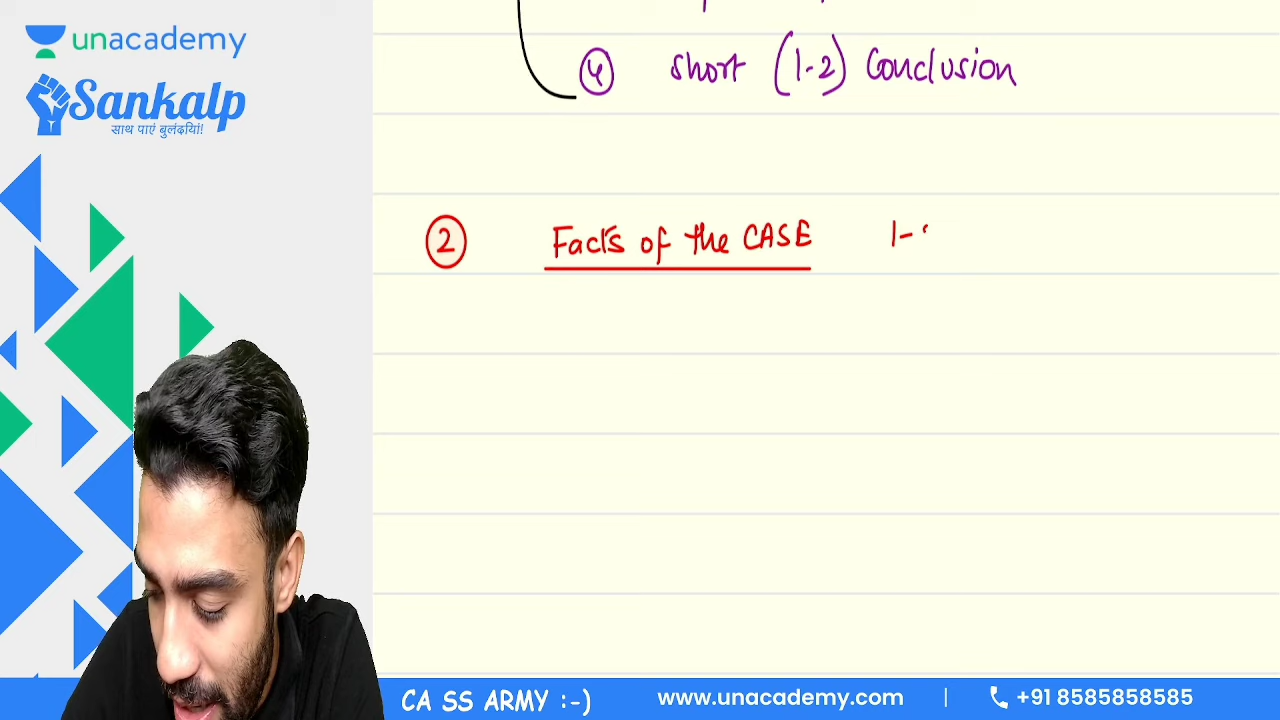 unacademy
Sankalp
साथ पाएं बुलंदियां!
④ short (1-2) Conclusion
② Facts of the CASE 1-
CA SS ARMY :-)
www.unacademy.com | +91 8585858585